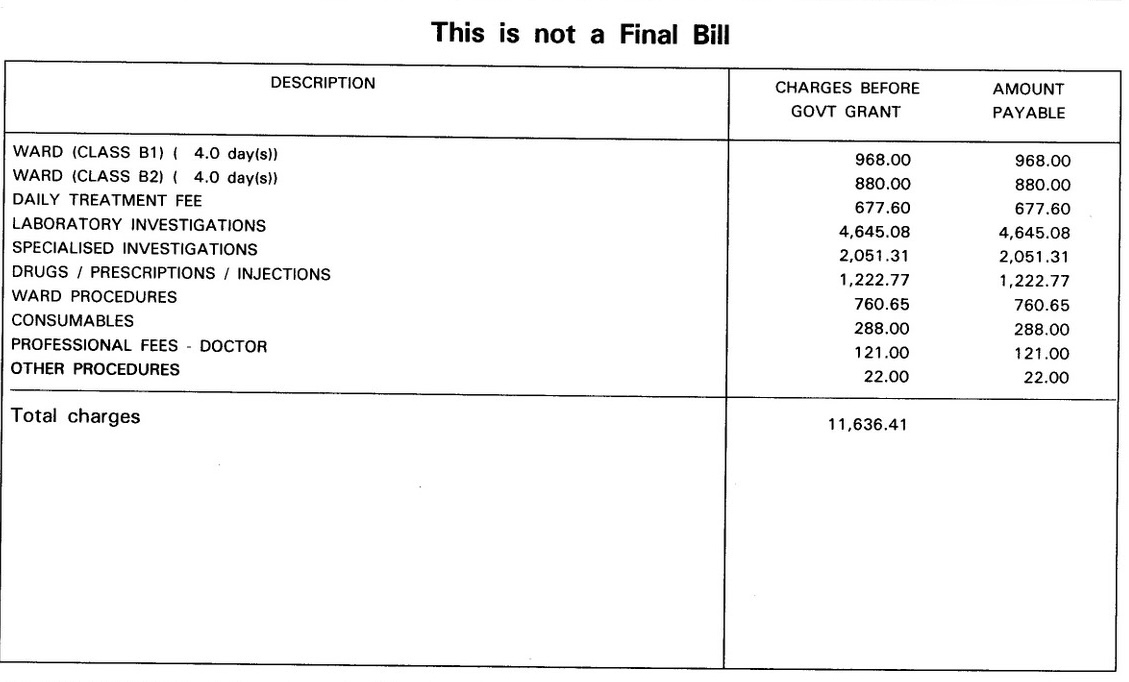 This is not a Final Bill
DESCRIPTION CHARGES BEFORE GOVT GRANT AMOUNT PAYABLE
WARD (CLASS B1) ( 4.0 day(s)) 968.00 968.00
WARD (CLASS B2) ( 4.0 day(s)) 880.00 880.00
DAILY TREATMENT FEE 677.60 677.60
LABORATORY INVESTIGATIONS 4,645.08 4,645.08
SPECIALISED INVESTIGATIONS 2,051.31 2,051.31
DRUGS / PRESCRIPTIONS / INJECTIONS 1,222.77 1,222.77
WARD PROCEDURES 760.65 760.65
CONSUMABLES 288.00 288.00
PROFESSIONAL FEES - DOCTOR 121.00 121.00
OTHER PROCEDURES 22.00 22.00
Total charges 11,636.41